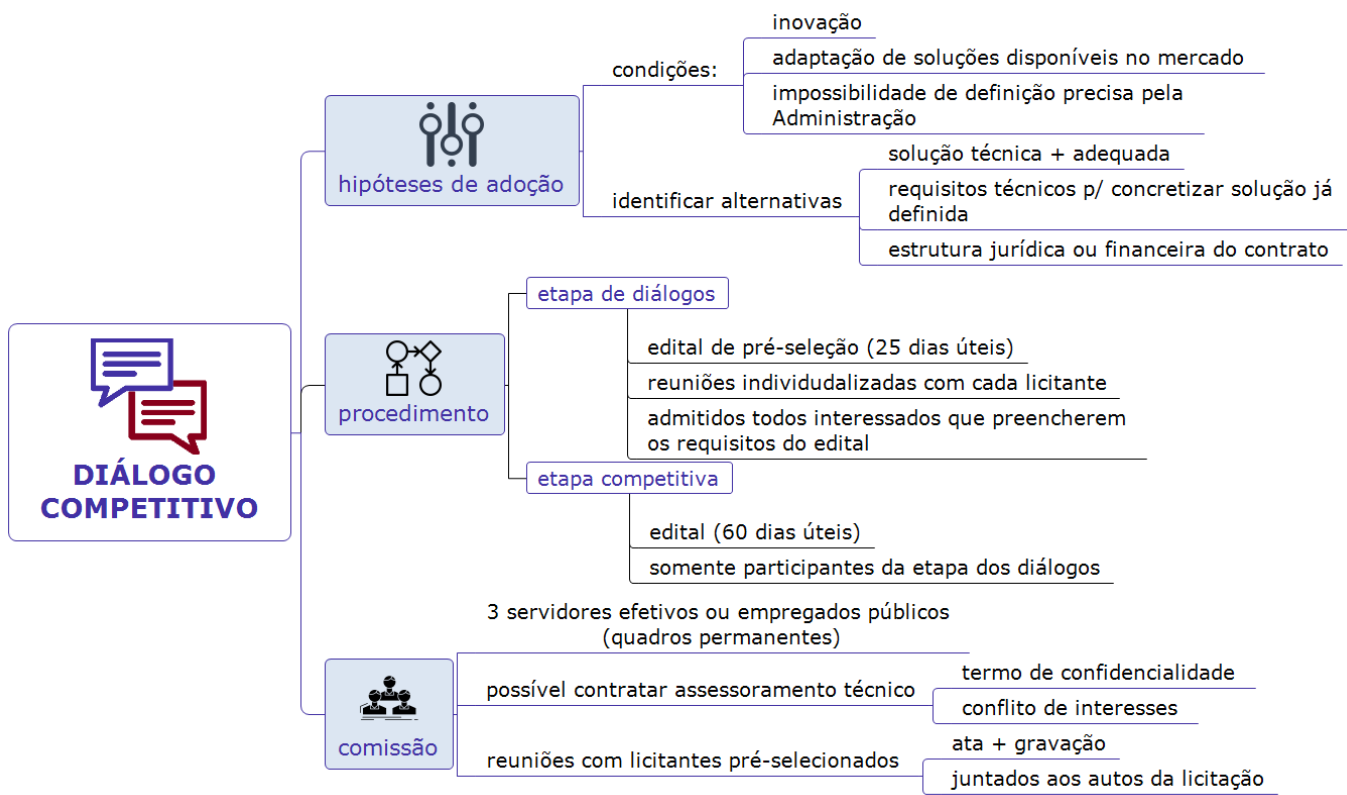 DIÁLOGO
COMPETITIVO
hipóteses de adoção
condições:
inovação
adaptação de soluções disponíveis no mercado
impossibilidade de definição precisa pela
Administração
identificar alternativas
solução técnica + adequada
requisitos técnicos p/ concretizar solução já
definida
estrutura jurídica ou financeira do contrato
procedimento
etapa de diálogos
edital de pré-seleção (25 dias úteis)
reuniões individudalizadas com cada licitante
admitidos todos interessados que preencherem
os requisitos do edital
etapa competitiva
edital (60 dias úteis)
somente participantes da etapa dos diálogos
comissão
3 servidores efetivos ou empregados públicos
(quadros permanentes)
possível contratar assessoramento técnico
termo de confidencialidade
conflito de interesses
reuniões com licitantes pré-selecionados
ata + gravação
juntados aos autos da licitação